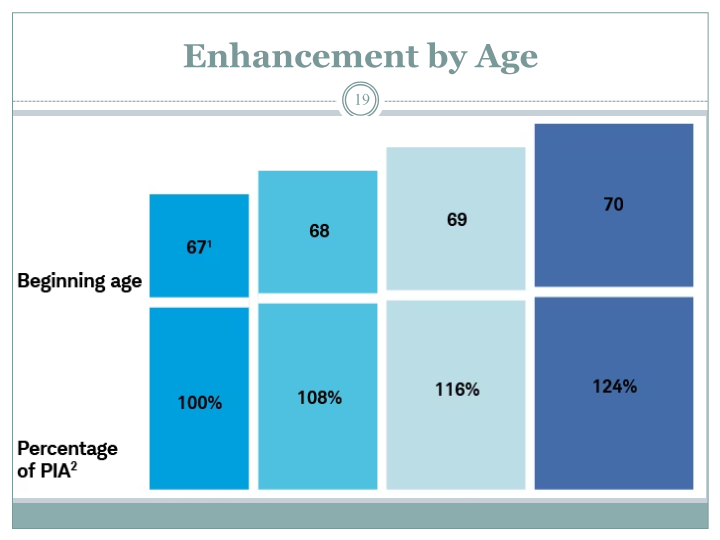 Enhancement by Age
19
67¹
68
69
70
Beginning age
100%
108%
116%
124%
Percentage
of PIA²